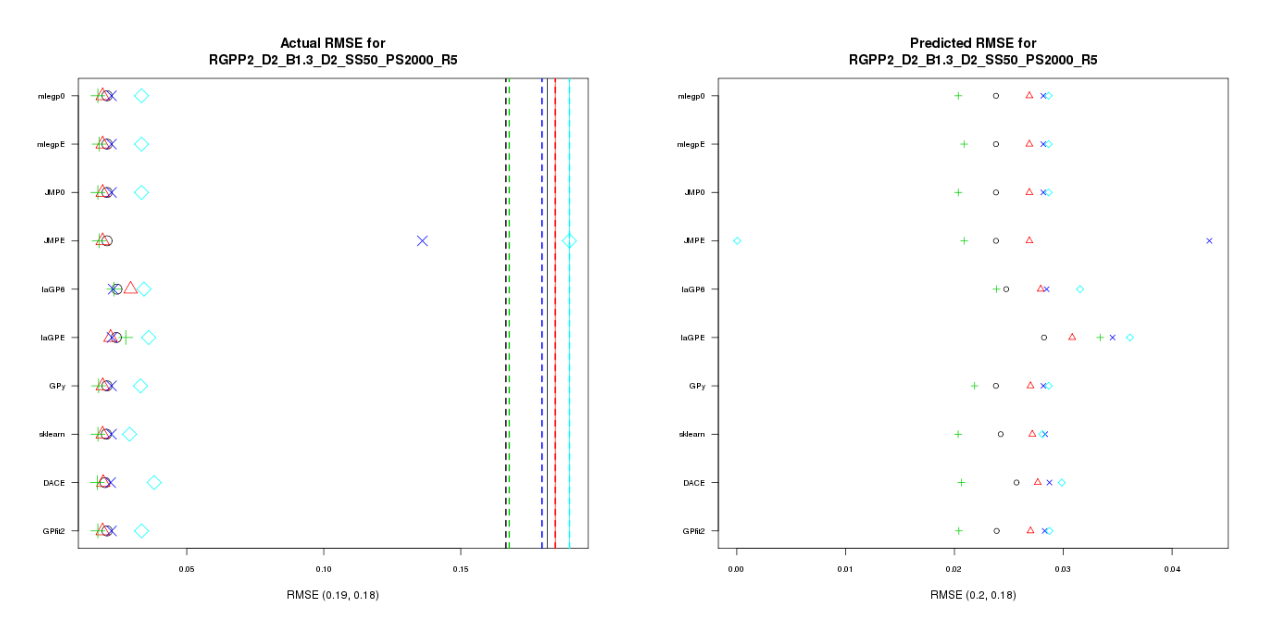 Actual RMSE for
RGPP2_D2_B1.3_D2_SS50_PS2000_R5
mlegp0
mlegpE
JMP0
JMPE
laGP6
laGPE
GPy
sklearn
DACE
GPfit2
0.05 0.10 0.15
RMSE (0.19, 0.18)
Predicted RMSE for
RGPP2_D2_B1.3_D2_SS50_PS2000_R5
mlegp0
mlegpE
JMP0
JMPE
laGP6
laGPE
GPy
sklearn
DACE
GPfit2
0.00 0.01 0.02 0.03 0.04
RMSE (0.2, 0.18)